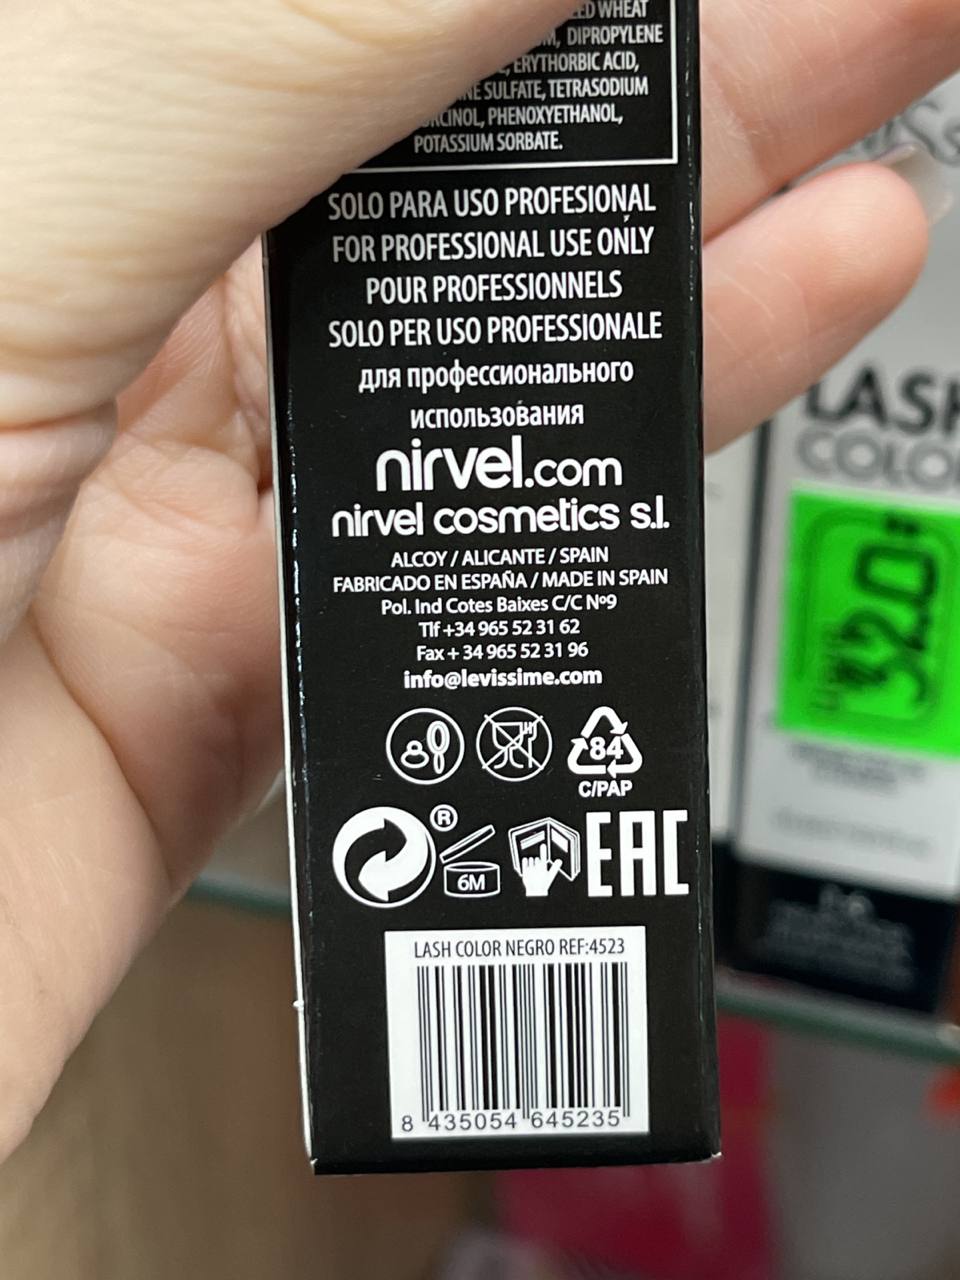 WHEAT
DIPROPYLENE
ERYTHORBIC ACID,
SULFATE, TETRASODIUM
PHENOXYETHANOL,
POTASSIUM SORBATE.
SOLO PARA USO PROFESIONAL
FOR PROFESSIONAL USE ONLY
POUR PROFESSIONNELS
SOLO PER USO PROFESSIONALE
для профессионального
использования
nirvel.com
nirvel cosmetics s.l.
ALCOY / ALICANTE / SPAIN
FABRICADO EN ESPAÑA / MADE IN SPAIN
Pol. Ind Cotes Baixes C/C Nº9
Tlf +34 965 52 31 62
Fax + 34 965 52 31 96
info@levissime.com
84
C/PAP
®
6M
EAC
LASH COLOR NEGRO REF:4523
8 435054 645235
LASH